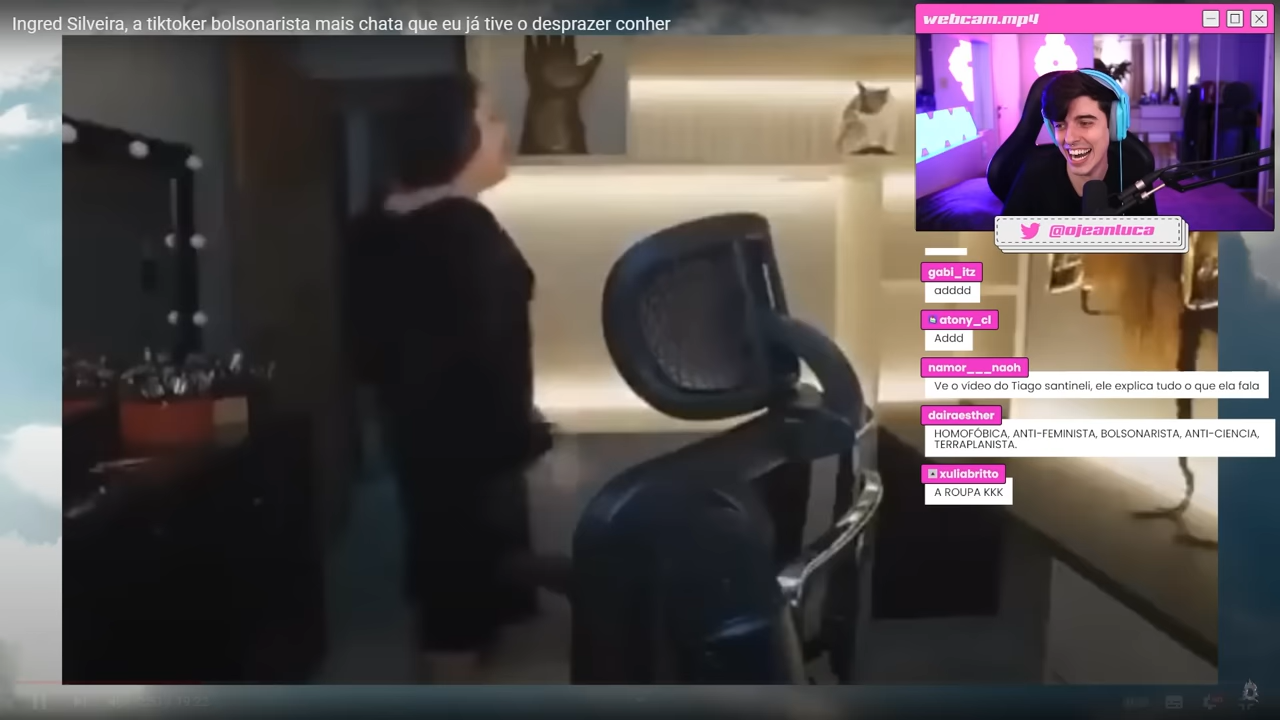 Ingred Silveira, a tiktoker bolsonarista mais chata que eu já tive o desprazer conher
webcam.mp4
@ojeanluca
gabi_itz
adddd
atony_cl
Addd
namor___naoh
Ve o video do Tiago santineli, ele explica tudo o que ela fala
dairaesther
HOMOFÓBICA, ANTI-FEMINISTA, BOLSONARISTA, ANTI-CIENCIA,
TERRAPLANISTA.
xuliabritto
A ROUPA KKK